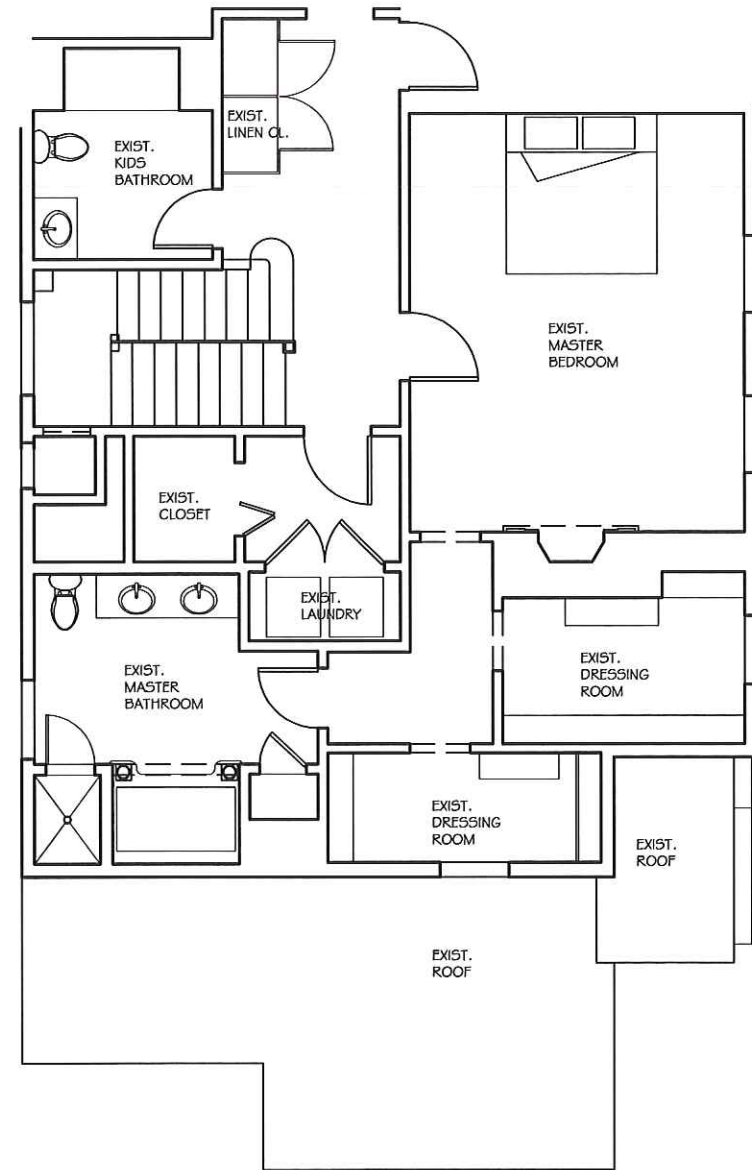 EXIST.
LINEN CL.
EXIST.
KIDS
BATHROOM
EXIST.
MASTER
BEDROOM
EXIST.
CLOSET
EXIST.
LAUNDRY
EXIST.
MASTER
BATHROOM
EXIST.
DRESSING
ROOM
EXIST.
DRESSING
ROOM
EXIST.
ROOF
EXIST.
ROOF